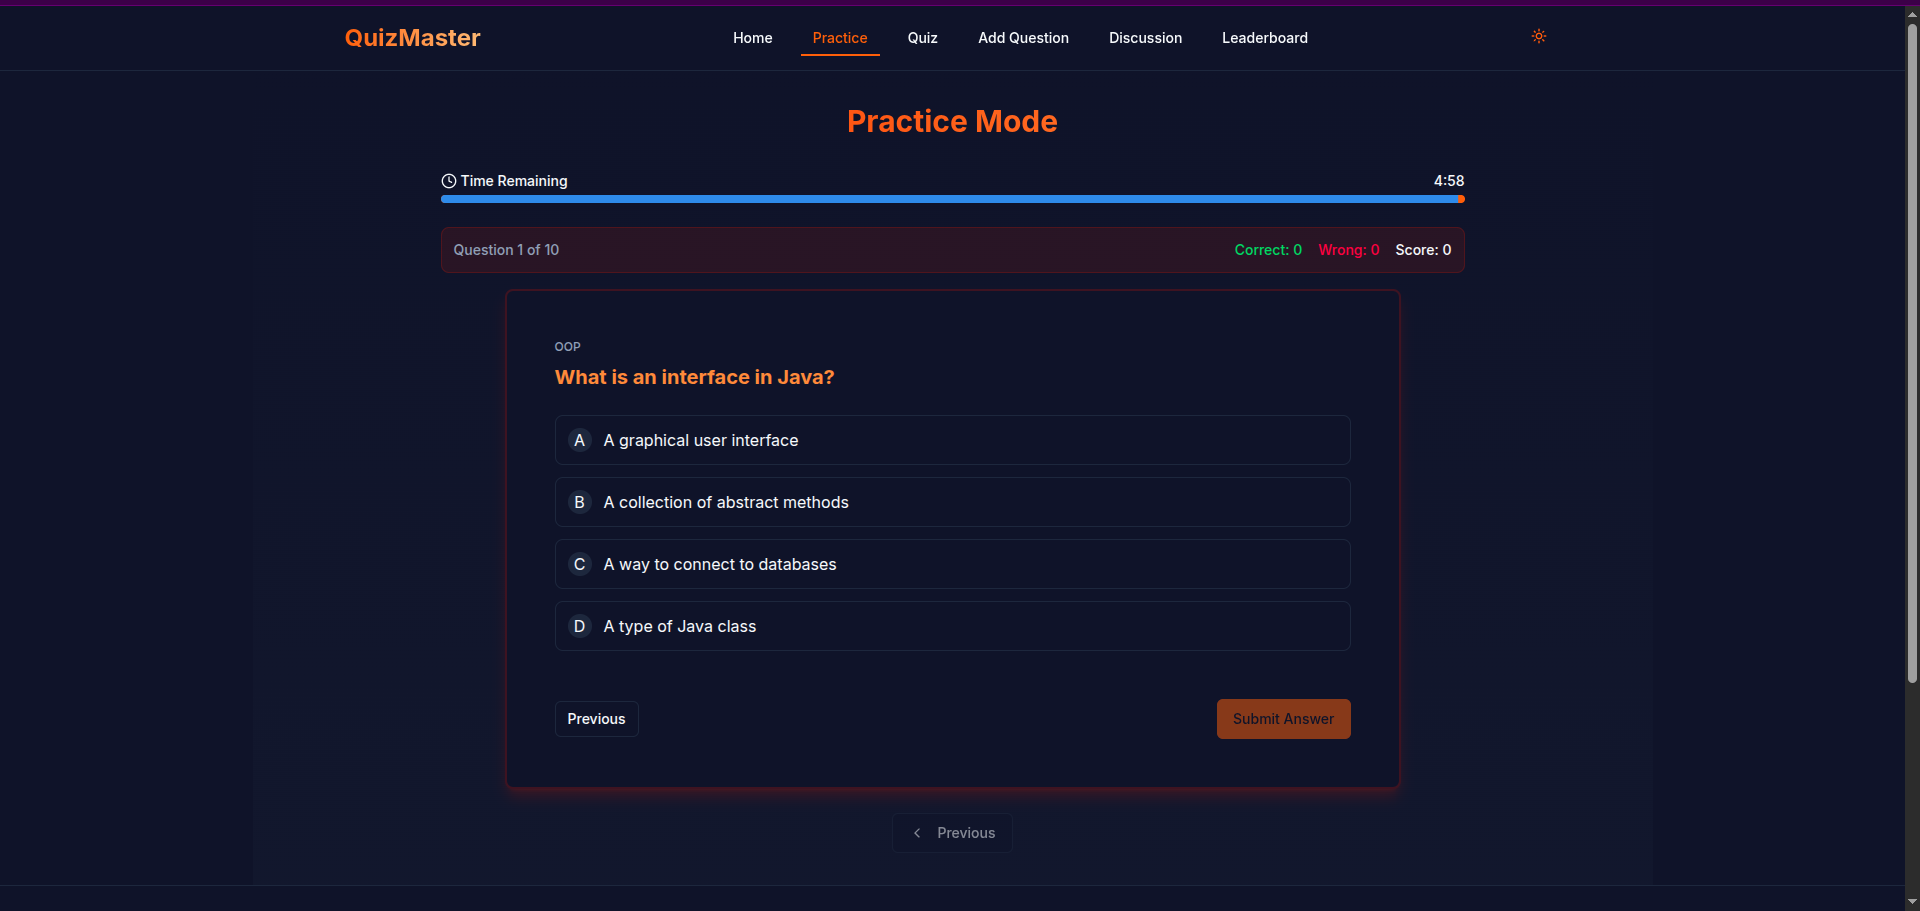 QuizMaster Home Practice Quiz Add Question Discussion Leaderboard
Practice Mode
Time Remaining 4:58
Question 1 of 10 Correct: 0 Wrong: 0 Score: 0
OOP
What is an interface in Java?
A A graphical user interface
B A collection of abstract methods
C A way to connect to databases
D A type of Java class
Previous Submit Answer
Previous